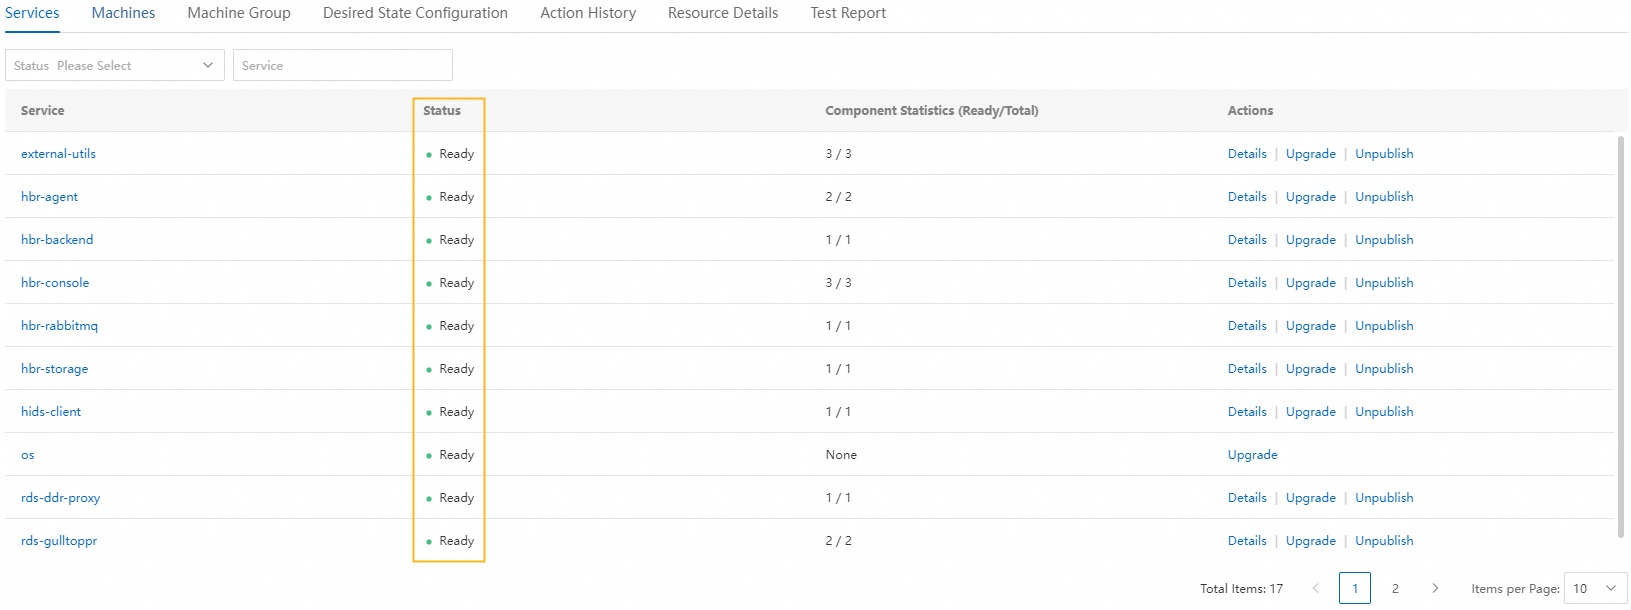 Services Machines Machine Group Desired State Configuration Action History Resource Details Test Report
Status Please Select Service
Service Status Component Statistics (Ready/Total) Actions
external-utils Ready 3 / 3 Details | Upgrade | Unpublish
hbr-agent Ready 2 / 2 Details | Upgrade | Unpublish
hbr-backend Ready 1 / 1 Details | Upgrade | Unpublish
hbr-console Ready 3 / 3 Details | Upgrade | Unpublish
hbr-rabbitmq Ready 1 / 1 Details | Upgrade | Unpublish
hbr-storage Ready 1 / 1 Details | Upgrade | Unpublish
hids-client Ready 1 / 1 Details | Upgrade | Unpublish
os Ready None Upgrade
rds-ddr-proxy Ready 1 / 1 Details | Upgrade | Unpublish
rds-gulltoppr Ready 2 / 2 Details | Upgrade | Unpublish
Total Items: 17 < 1 2 > Items per Page: 10